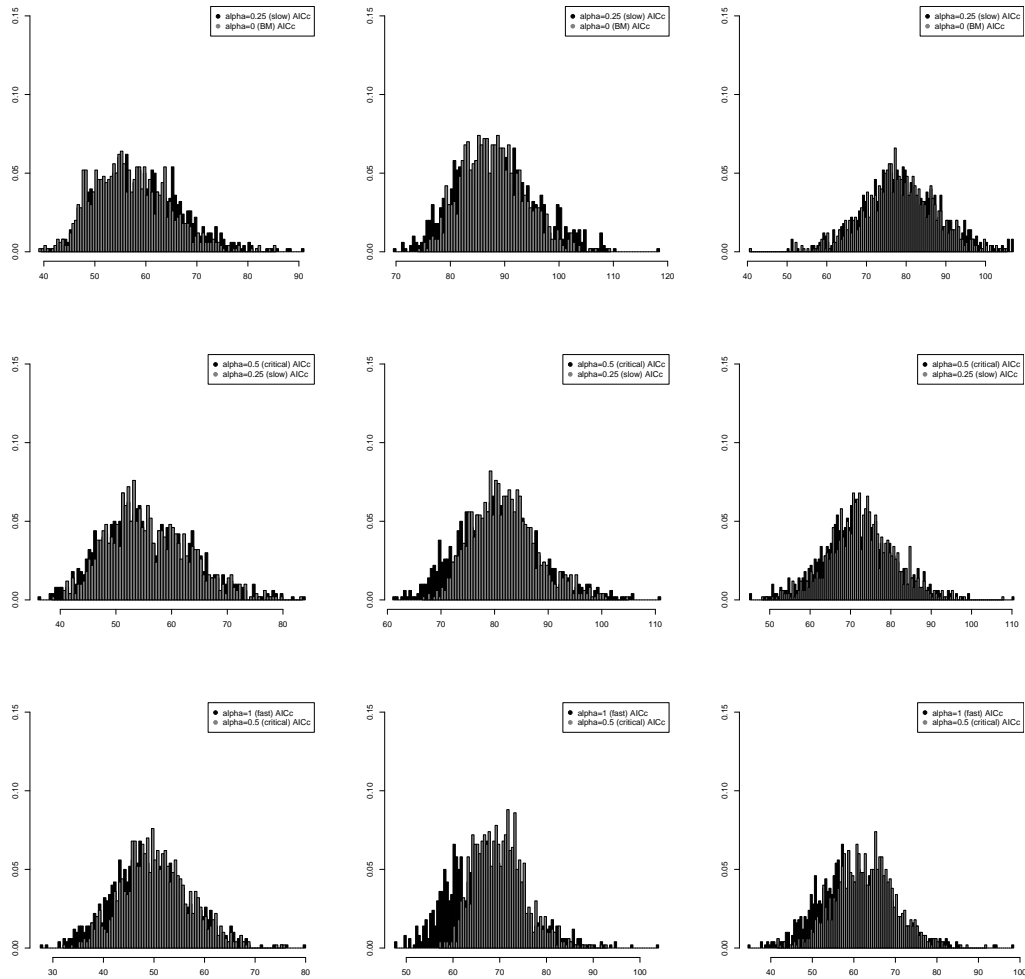 alpha=0.25 (slow) AICc
alpha=0 (BM) AICc
0.15
0.10
0.05
0.00
40 50 60 70 80 90
alpha=0.25 (slow) AICc
alpha=0 (BM) AICc
0.15
0.10
0.05
0.00
70 80 90 100 110 120
alpha=0.25 (slow) AICc
alpha=0 (BM) AICc
0.15
0.10
0.05
0.00
40 50 60 70 80 90 100
alpha=0.5 (critical) AICc
alpha=0.25 (slow) AICc
0.15
0.10
0.05
0.00
40 50 60 70 80
alpha=0.5 (critical) AICc
alpha=0.25 (slow) AICc
0.15
0.10
0.05
0.00
60 70 80 90 100 110
alpha=0.5 (critical) AICc
alpha=0.25 (slow) AICc
0.15
0.10
0.05
0.00
50 60 70 80 90 100 110
alpha=1 (fast) AICc
alpha=0.5 (critical) AICc
0.15
0.10
0.05
0.00
30 40 50 60 70 80
alpha=1 (fast) AICc
alpha=0.5 (critical) AICc
0.15
0.10
0.05
0.00
50 60 70 80 90 100
alpha=1 (fast) AICc
alpha=0.5 (critical) AICc
0.15
0.10
0.05
0.00
40 50 60 70 80 90 100